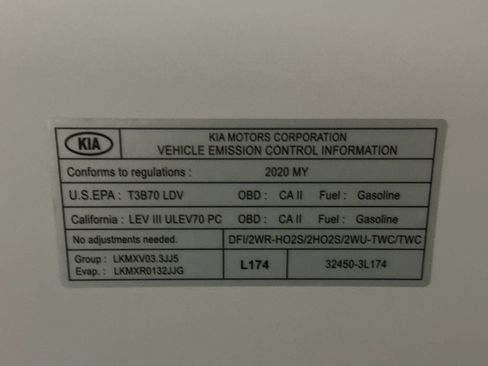 KIA
KIA MOTORS CORPORATION
VEHICLE EMISSION CONTROL INFORMATION
Conforms to regulations : 2020 MY
U.S.EPA : T3B70 LDV OBD : CA II Fuel : Gasoline
California : LEV III ULEV70 PC OBD : CA II Fuel : Gasoline
No adjustments needed. DFI/2WR-HO2S/2HO2S/2WU-TWC/TWC
Group : LKMXV03.3JJ5
Evap. : LKMXR0132JJG
L174 32450-3L174